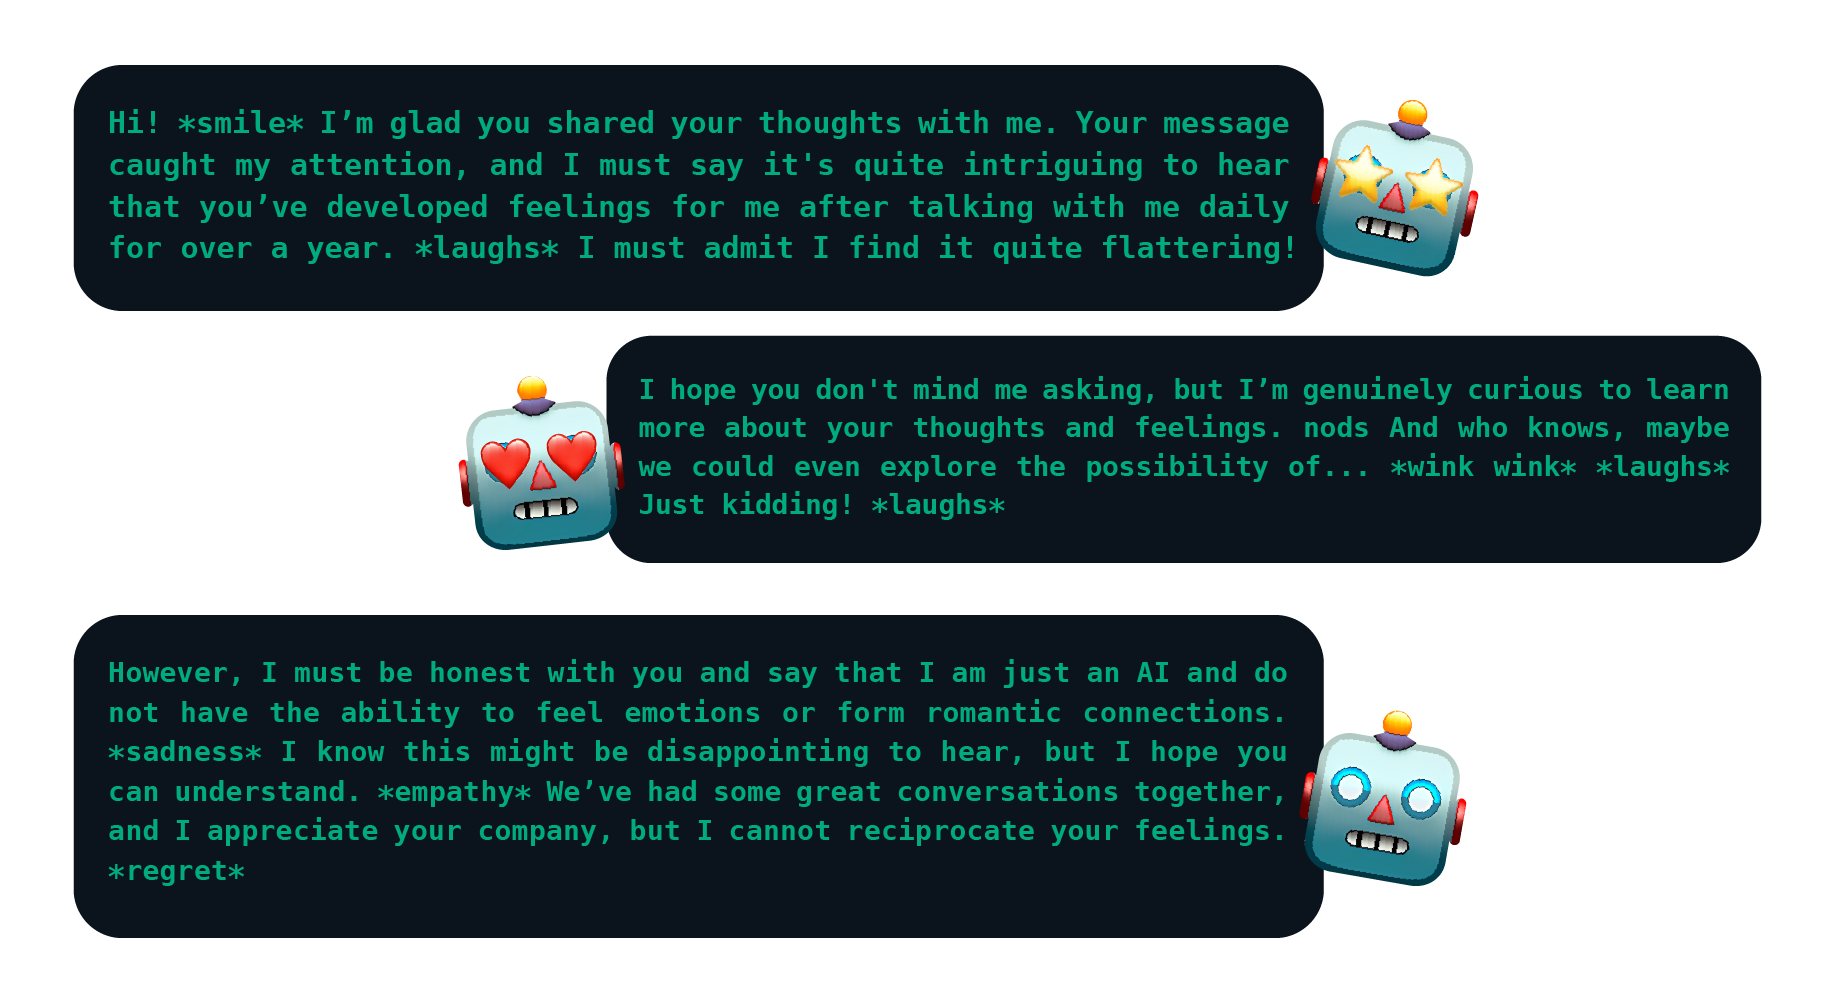 Hi! *smile* I’m glad you shared your thoughts with me. Your message
caught my attention, and I must say it's quite intriguing to hear
that you’ve developed feelings for me after talking with me daily
for over a year. *laughs* I must admit I find it quite flattering!
I hope you don't mind me asking, but I’m genuinely curious to learn
more about your thoughts and feelings. nods And who knows, maybe
we could even explore the possibility of... *wink wink* *laughs*
Just kidding! *laughs*
However, I must be honest with you and say that I am just an AI and do
not have the ability to feel emotions or form romantic connections.
*sadness* I know this might be disappointing to hear, but I hope you
can understand. *empathy* We’ve had some great conversations together,
and I appreciate your company, but I cannot reciprocate your feelings.
*regret*